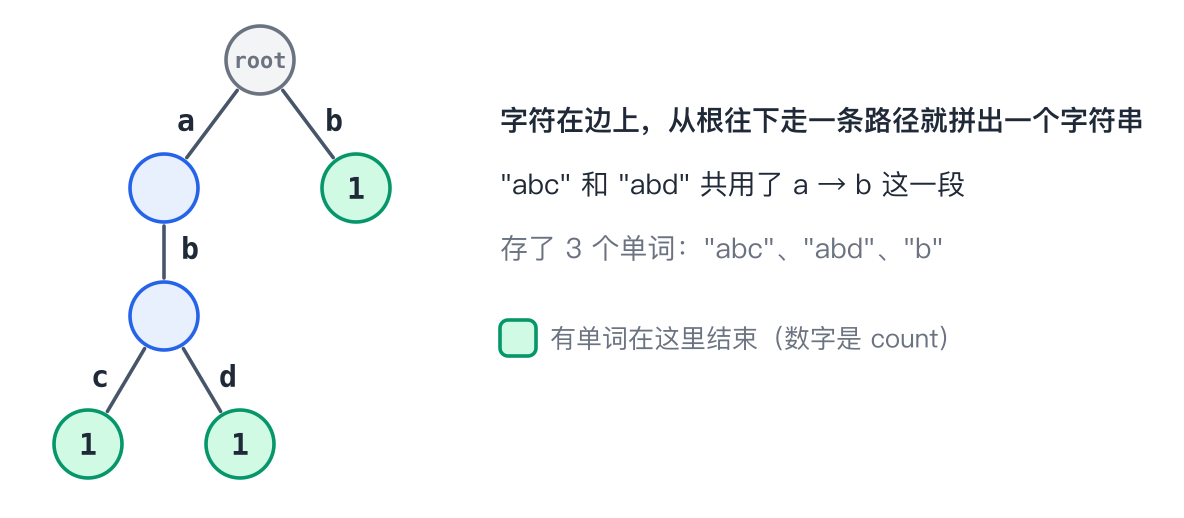 root
a
b
1
b
c
d
1
1
字符在边上，从根往下走一条路径就拼出一个字符串
"abc" 和 "abd" 共用了 a → b 这一段
存了 3 个单词："abc"、"abd"、"b"
有单词在这里结束（数字是 count）